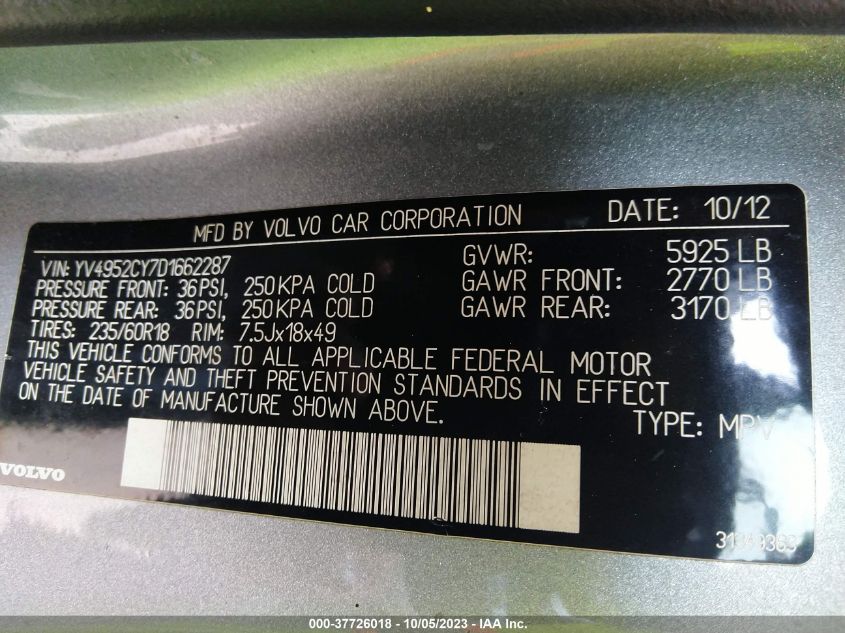 MFD BY VOLVO CAR CORPORATION DATE: 10/12
VIN: YV4952CY7D1662287 GVWR: 5925 LB
PRESSURE FRONT: 36PSI, 250KPA COLD GAWR FRONT: 2770 LB
PRESSURE REAR: 36PSI, 250KPA COLD GAWR REAR: 3170 LB
TIRES: 235/60R18 RIM: 7.5Jx18x49
THIS VEHICLE CONFORMS TO ALL APPLICABLE FEDERAL MOTOR
VEHICLE SAFETY AND THEFT PREVENTION STANDARDS IN EFFECT
ON THE DATE OF MANUFACTURE SHOWN ABOVE.
TYPE: MPV
VOLVO
000-37726018 - 10/05/2023 - IAA Inc.